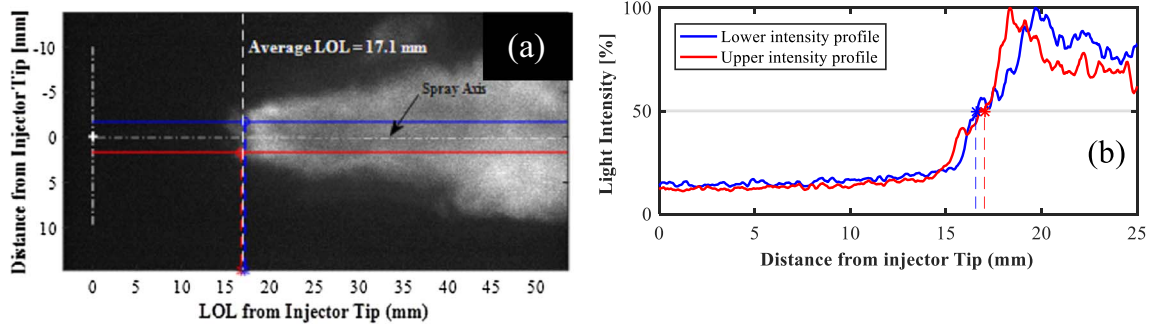 (a)
Average LOL = 17.1 mm
Spray Axis
Distance from Injector Tip [mm]
-10
-5
0
5
10
0 5 10 15 20 25 30 35 40 45 50
LOL from Injector Tip (mm)
Light Intensity [%]
100
50
0
Lower intensity profile
Upper intensity profile
(b)
0 5 10 15 20 25
Distance from injector Tip (mm)